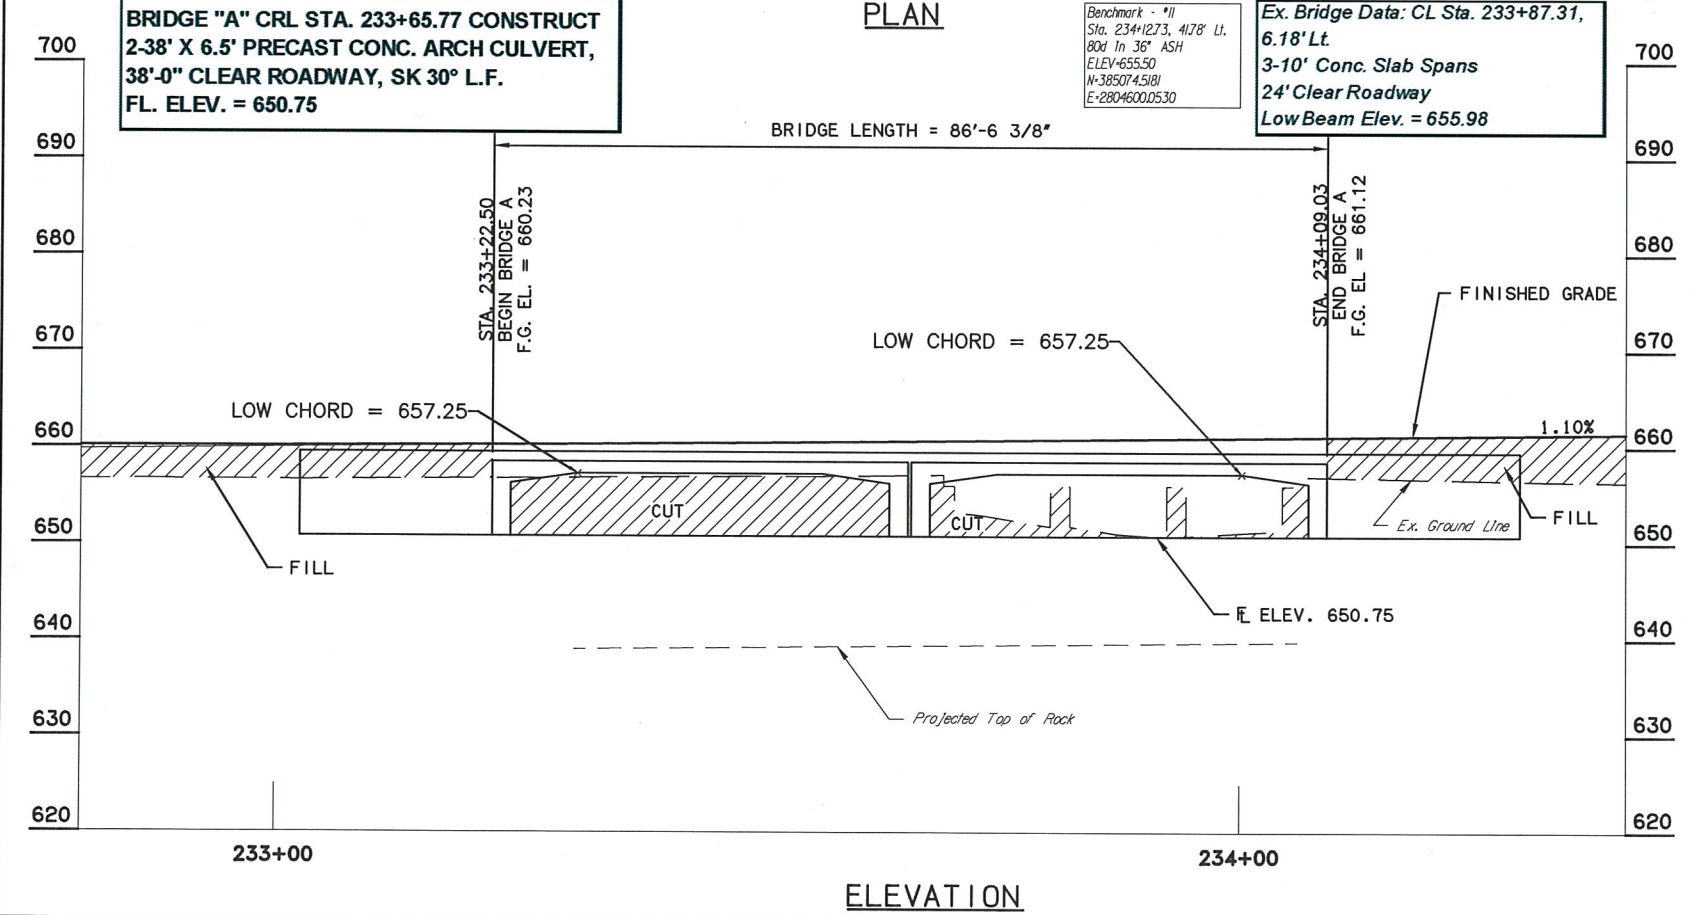 BRIDGE "A" CRL STA. 233+65.77 CONSTRUCT
2-38' X 6.5' PRECAST CONC. ARCH CULVERT,
38'-0" CLEAR ROADWAY, SK 30° L.F.
FL. ELEV. = 650.75
PLAN
Benchmark - #11
Sta. 234+12.73, 41.78' Lt.
80d In 36" ASH
ELEV=655.50
N=385074.5181
E=2804600.0530
Ex. Bridge Data: CL Sta. 233+87.31,
6.18' Lt.
3-10' Conc. Slab Spans
24' Clear Roadway
Low Beam Elev. = 655.98
700
700
BRIDGE LENGTH = 86'-6 3/8"
690
690
STA. 233+22.50
BEGIN BRIDGE A
F.G. EL. = 660.23
STA. 234+09.03
END BRIDGE A
F.G. EL = 661.12
680
680
FINISHED GRADE
670
670
LOW CHORD = 657.25
LOW CHORD = 657.25
660
1.10%
660
CUT
CUT
Ex. Ground Line
FILL
650
650
FILL
FL ELEV. 650.75
640
640
Projected Top of Rock
630
630
620
620
233+00
234+00
ELEVATION